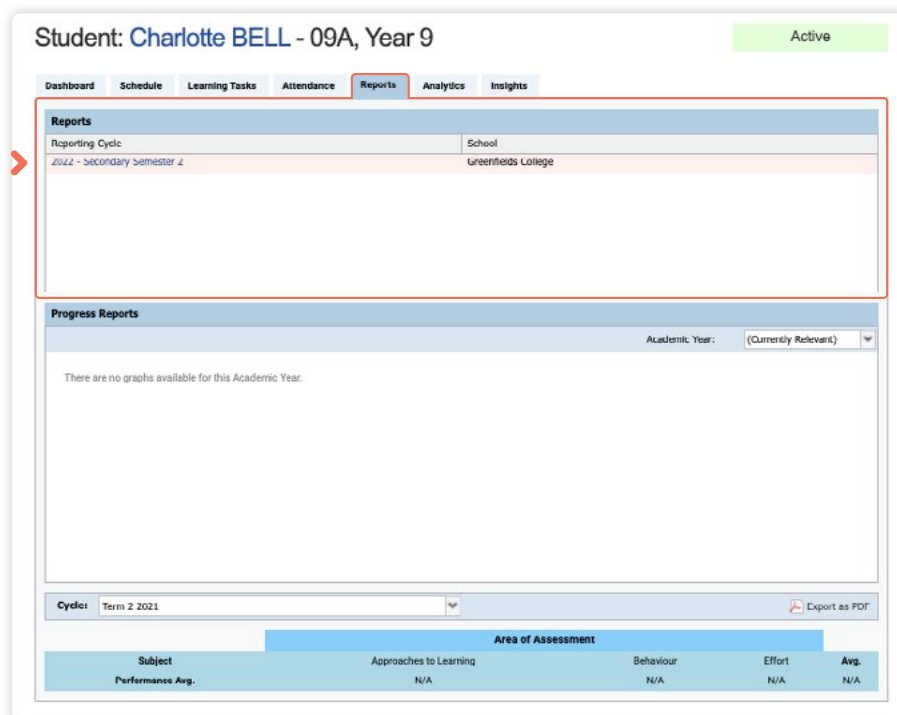 Student: Charlotte BELL - 09A, Year 9
Active
Dashboard Schedule Learning Tasks Attendance Reports Analytics Insights
Reports
Reporting Cycle School
2022 - Secondary Semester 2 Greenfields College
Progress Reports
Academic Year: (Currently Relevant)
There are no graphs available for this Academic Year.
Cycle: Term 2 2021 Export as PDF
Area of Assessment
Subject Approaches to Learning Behaviour Effort Avg.
Performance Avg. N/A N/A N/A N/A